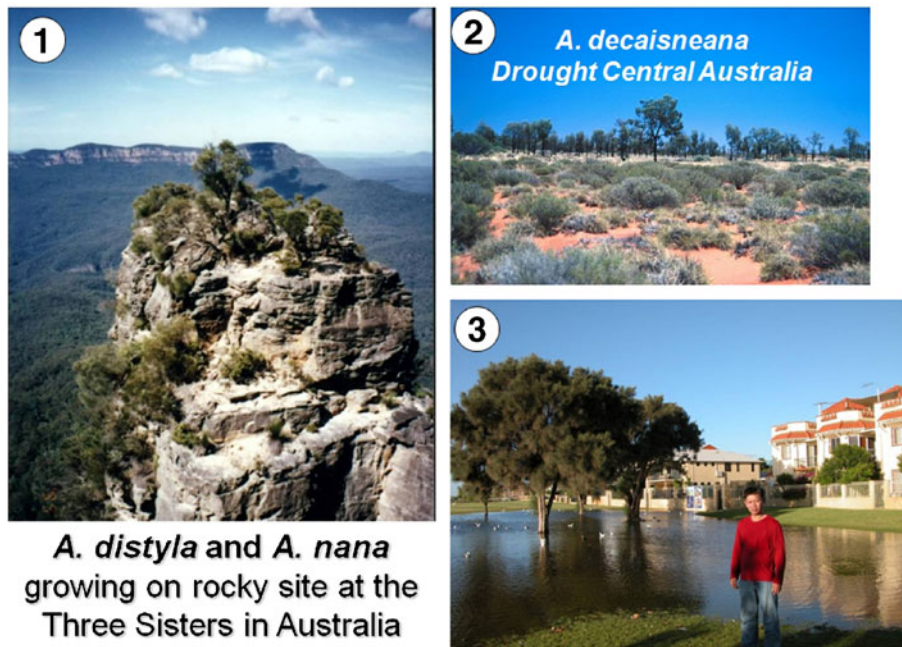 1
A. distyla and A. nana
growing on rocky site at the
Three Sisters in Australia
2
A. decaisneana
Drought Central Australia
3